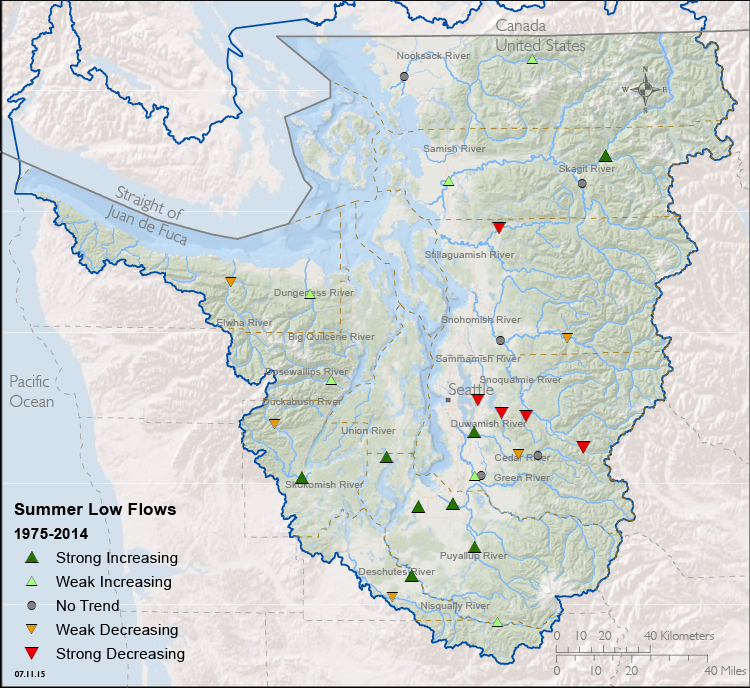 Canada
United States
Nooksack River
W E
Samish River
Skagit River
Straight of
Juan de Fuca
Stillaguamish River
Dungeness River
Elwha River
Snohomish River
Big Quilcene River
Sammamish River
Dosewallips River
Snoqualmie River
Pacific
Ocean
Seattle
Duckabush River
Duwamish River
Union River
Cedar River
Skokomish River
Green River
Summer Low Flows
1975-2014
Strong Increasing
Weak Increasing
No Trend
Weak Decreasing
Strong Decreasing
07.11.15
Puyallup River
Deschutes River
Nisqually River
0 10 20 40 Kilometers
0 10 20 40 Miles